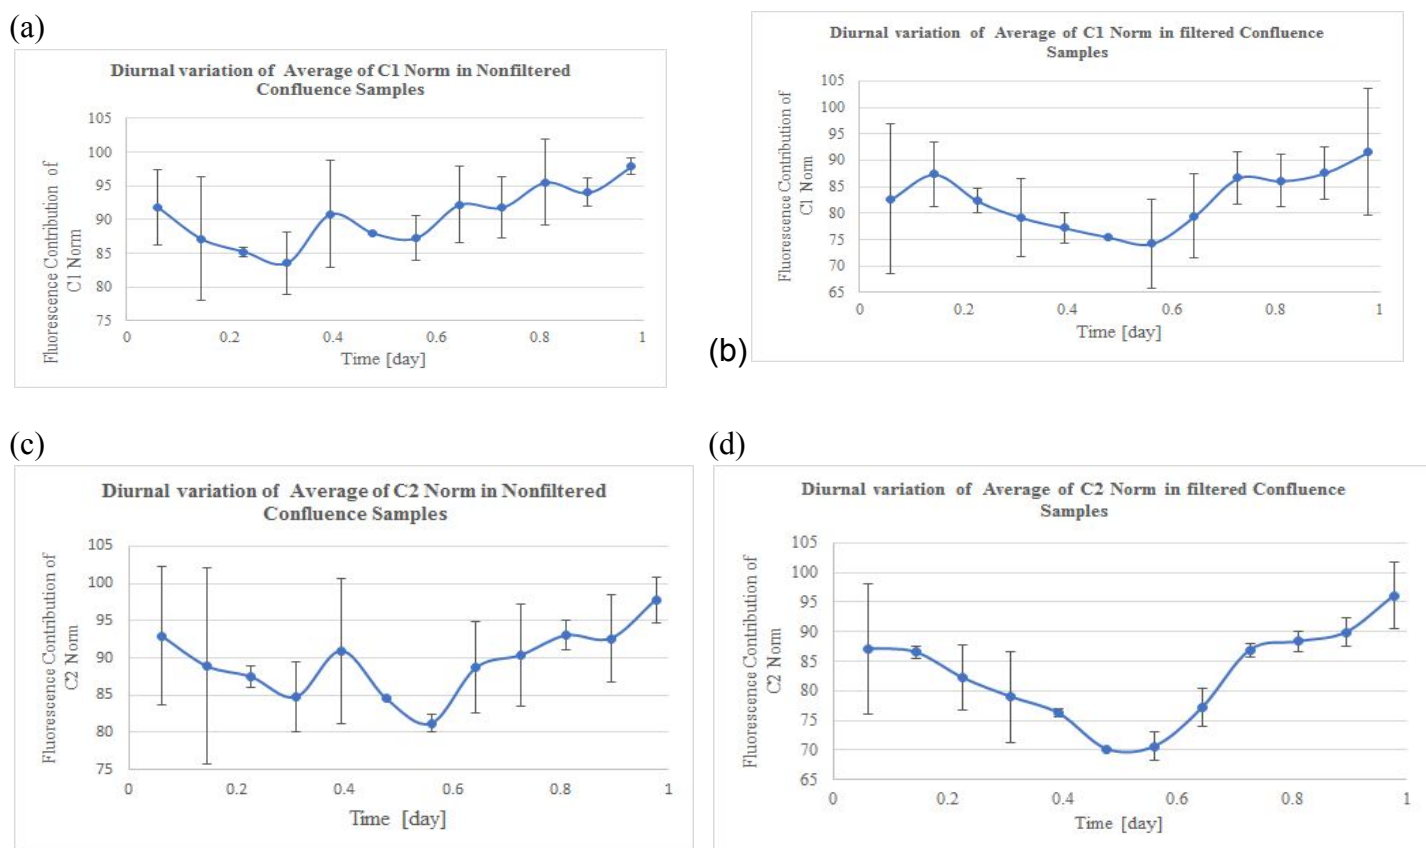 (a)
Diurnal variation of Average of C1 Norm in Nonfiltered
Confluence Samples
Fluorescence Contribution of
C1 Norm
105
100
95
90
85
80
75
0
0.2
0.4
0.6
0.8
1
Time [day]
(b)
Diurnal variation of Average of C1 Norm in filtered Confluence
Samples
Fluorescence Contribution of
C1 Norm
105
100
95
90
85
80
75
70
65
0
0.2
0.4
0.6
0.8
1
Time [day]
(c)
Diurnal variation of Average of C2 Norm in Nonfiltered
Confluence Samples
Fluorescence Contribution of
C2 Norm
105
100
95
90
85
80
75
0
0.2
0.4
0.6
0.8
1
Time [day]
(d)
Diurnal variation of Average of C2 Norm in filtered Confluence
Samples
Fluorescence Contribution of
C2 Norm
105
100
95
90
85
80
75
70
65
0
0.2
0.4
0.6
0.8
1
Time [day]